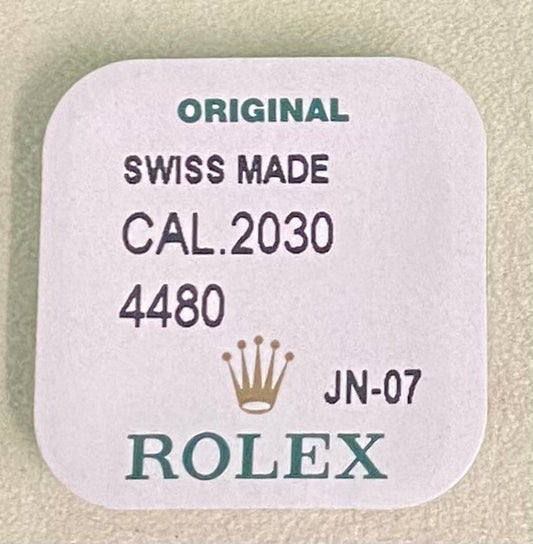 ORIGINAL
SWISS MADE
CAL.2030
4480
JN-07
ROLEX